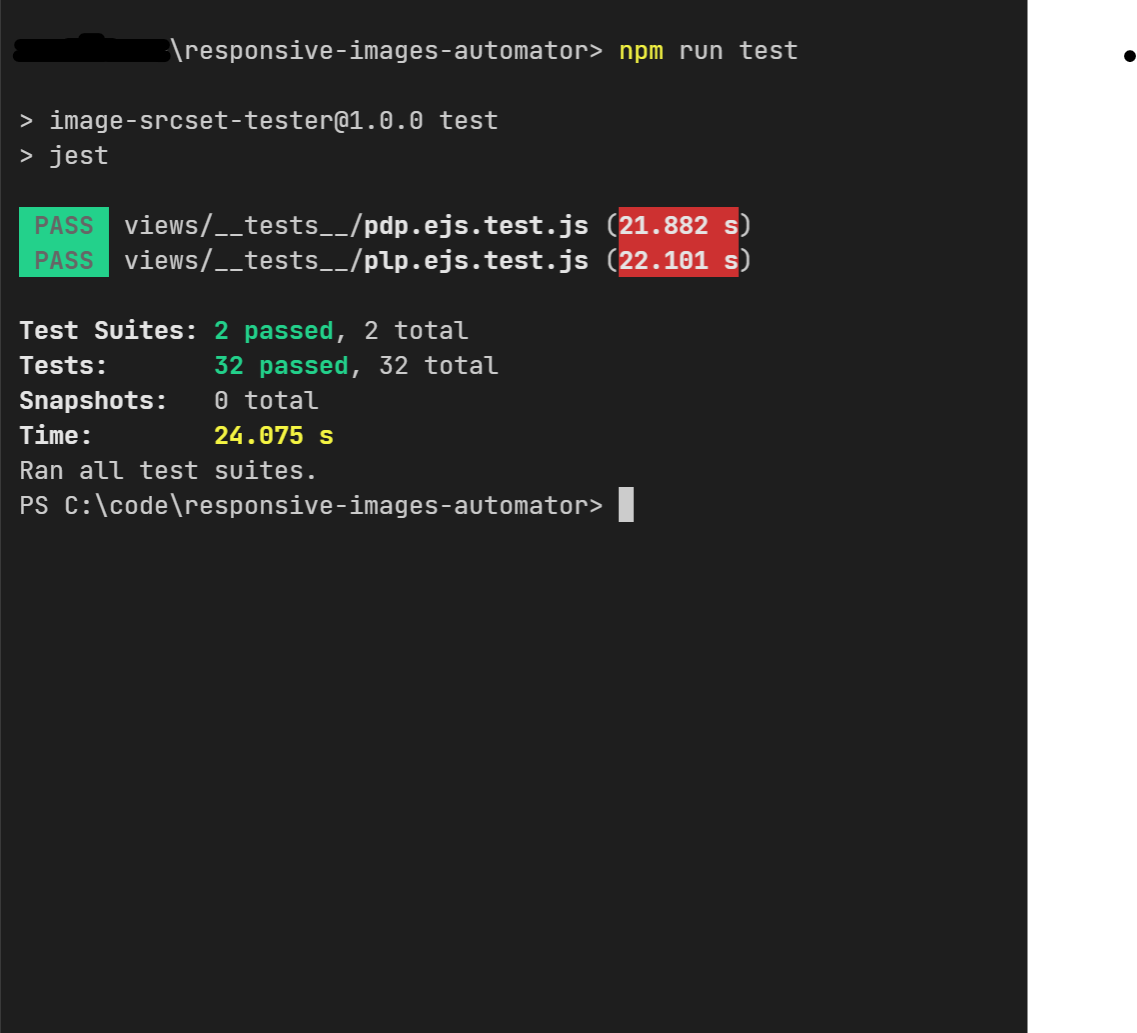 \responsive-images-automator> npm run test
> image-srcset-tester@1.0.0 test
> jest
PASS views/__tests__/pdp.ejs.test.js (21.882 s)
PASS views/__tests__/plp.ejs.test.js (22.101 s)
Test Suites: 2 passed, 2 total
Tests: 32 passed, 32 total
Snapshots: 0 total
Time: 24.075 s
Ran all test suites.
PS C:\code\responsive-images-automator>